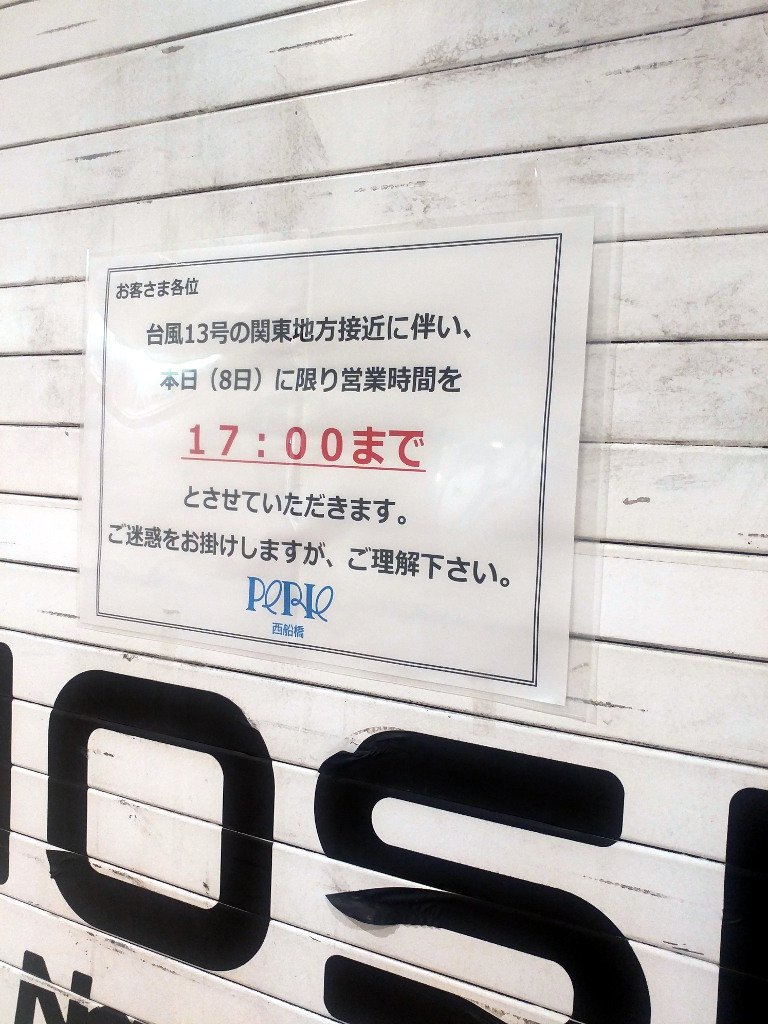 お客さま各位
台風13号の関東地方接近に伴い、
本日（8日）に限り営業時間を
１７：００まで
とさせていただきます。
ご迷惑をお掛けしますが、ご理解下さい。
PERIE
西船橋
OS